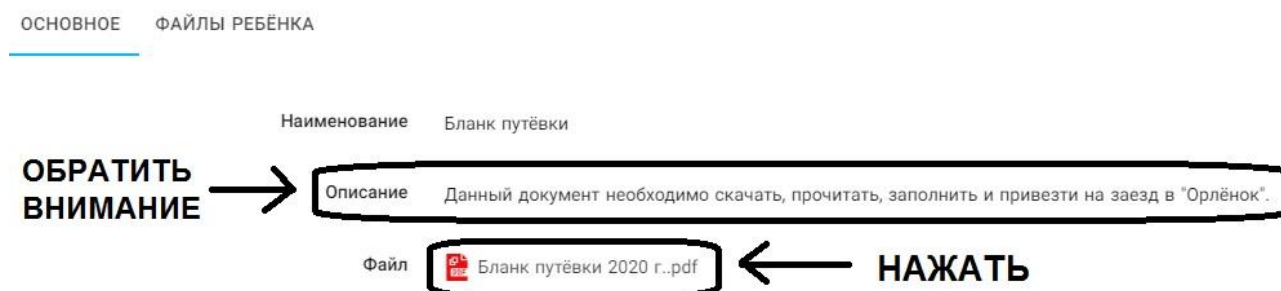 ОСНОВНОЕ ФАЙЛЫ РЕБЁНКА
Наименование Бланк путёвки
ОБРАТИТЬ
ВНИМАНИЕ
Описание Данный документ необходимо скачать, прочитать, заполнить и привезти на заезд в "Орлёнок".
Файл Бланк путёвки 2020 г..pdf НАЖАТЬ